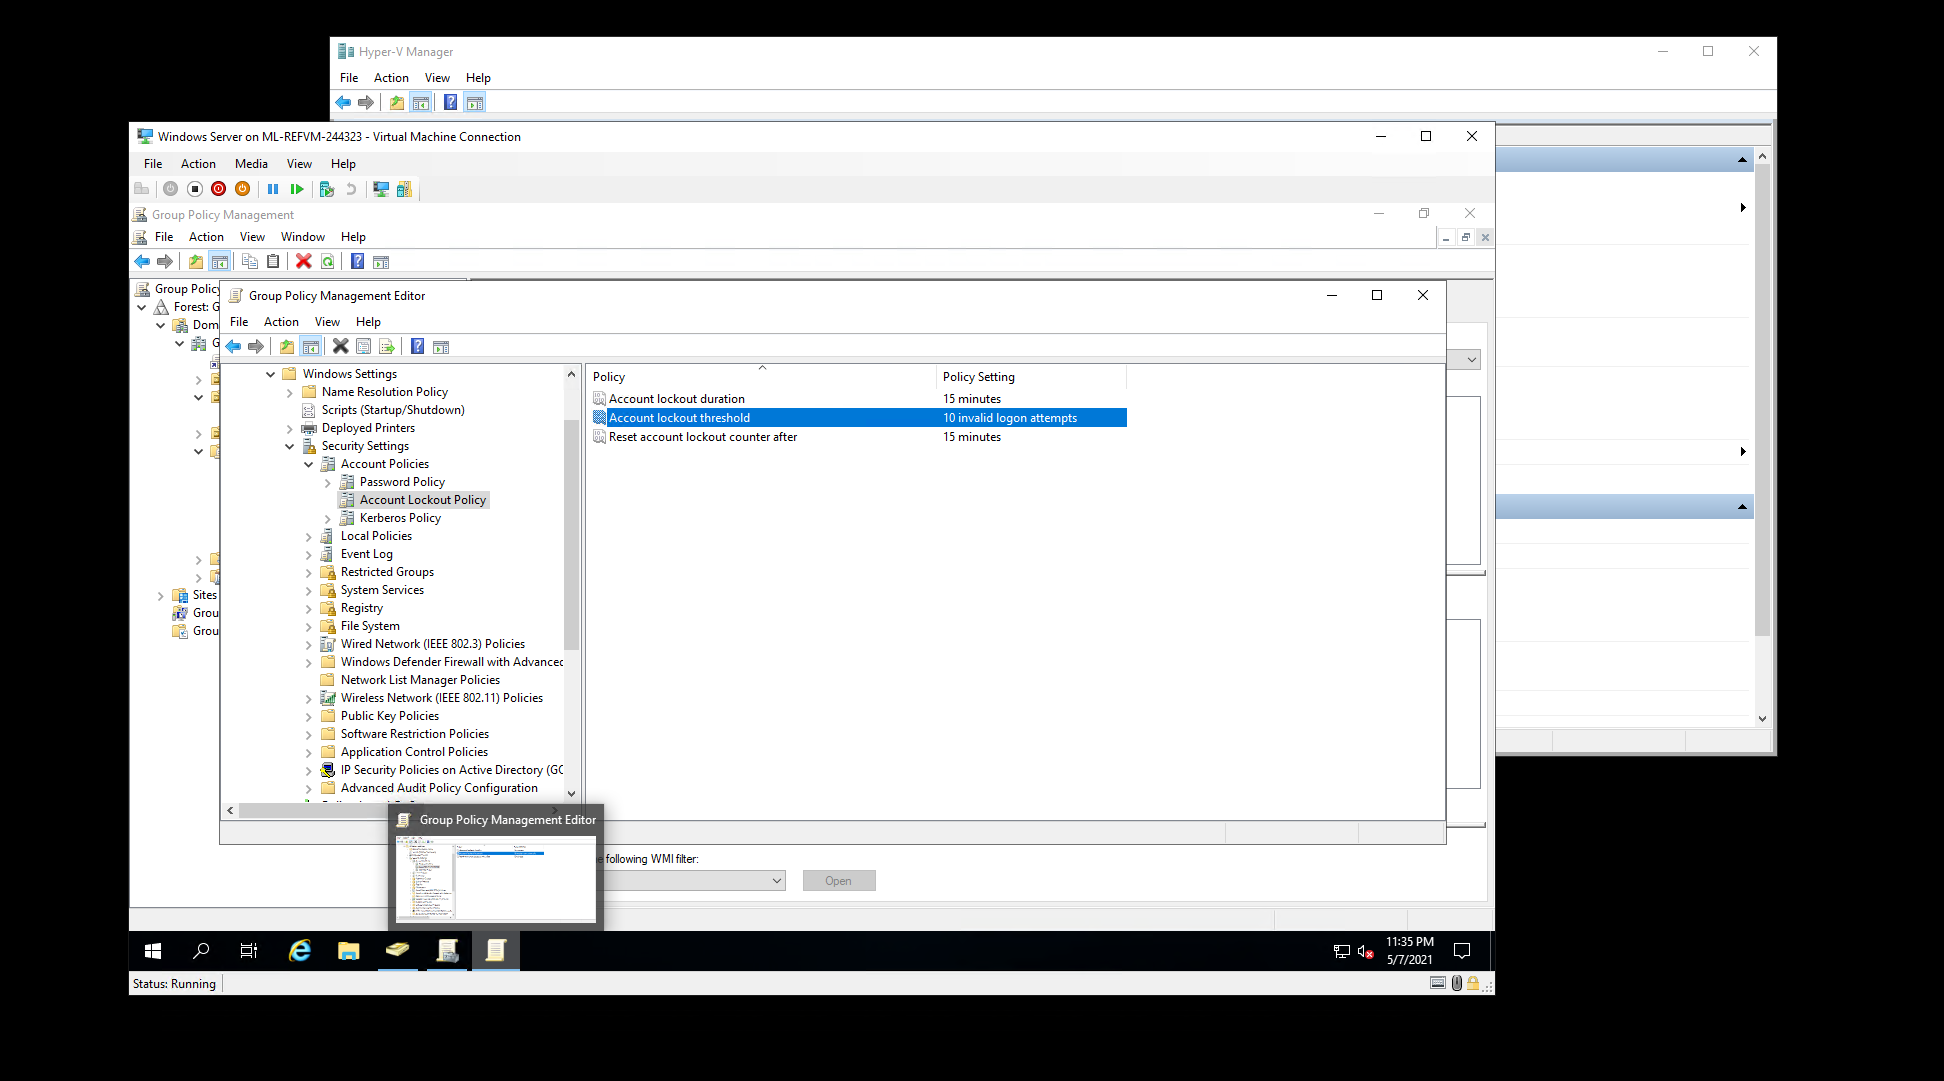 Hyper-V Manager
File Action View Help
Windows Server on ML-REFVM-244323 - Virtual Machine Connection
File Action Media View Help
Group Policy Management
File Action View Window Help
Group Policy
Forest: G
Dom
G
Sites
Grou
Grou
Group Policy Management Editor
File Action View Help
Windows Settings
Name Resolution Policy
Scripts (Startup/Shutdown)
Deployed Printers
Security Settings
Account Policies
Password Policy
Account Lockout Policy
Kerberos Policy
Local Policies
Event Log
Restricted Groups
System Services
Registry
File System
Wired Network (IEEE 802.3) Policies
Windows Defender Firewall with Advanced
Network List Manager Policies
Wireless Network (IEEE 802.11) Policies
Public Key Policies
Software Restriction Policies
Application Control Policies
IP Security Policies on Active Directory (GC
Advanced Audit Policy Configuration
Policy Policy Setting
Account lockout duration 15 minutes
Account lockout threshold 10 invalid logon attempts
Reset account lockout counter after 15 minutes
Group Policy Management Editor
e following WMI filter:
Open
11:35 PM
5/7/2021
Status: Running